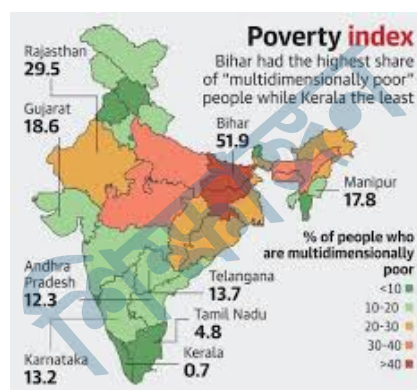 Poverty index
Bihar had the highest share
of "multidimensionally poor"
people while Kerala the least
Rajasthan
29.5
Gujarat
18.6
Bihar
51.9
Manipur
17.8
Andhra
Pradesh
12.3
Telangana
13.7
Tamil Nadu
4.8
Karnataka
13.2
Kerala
0.7
% of people who
are multidimensionally
poor
<10
10-20
20-30
30-40
>40